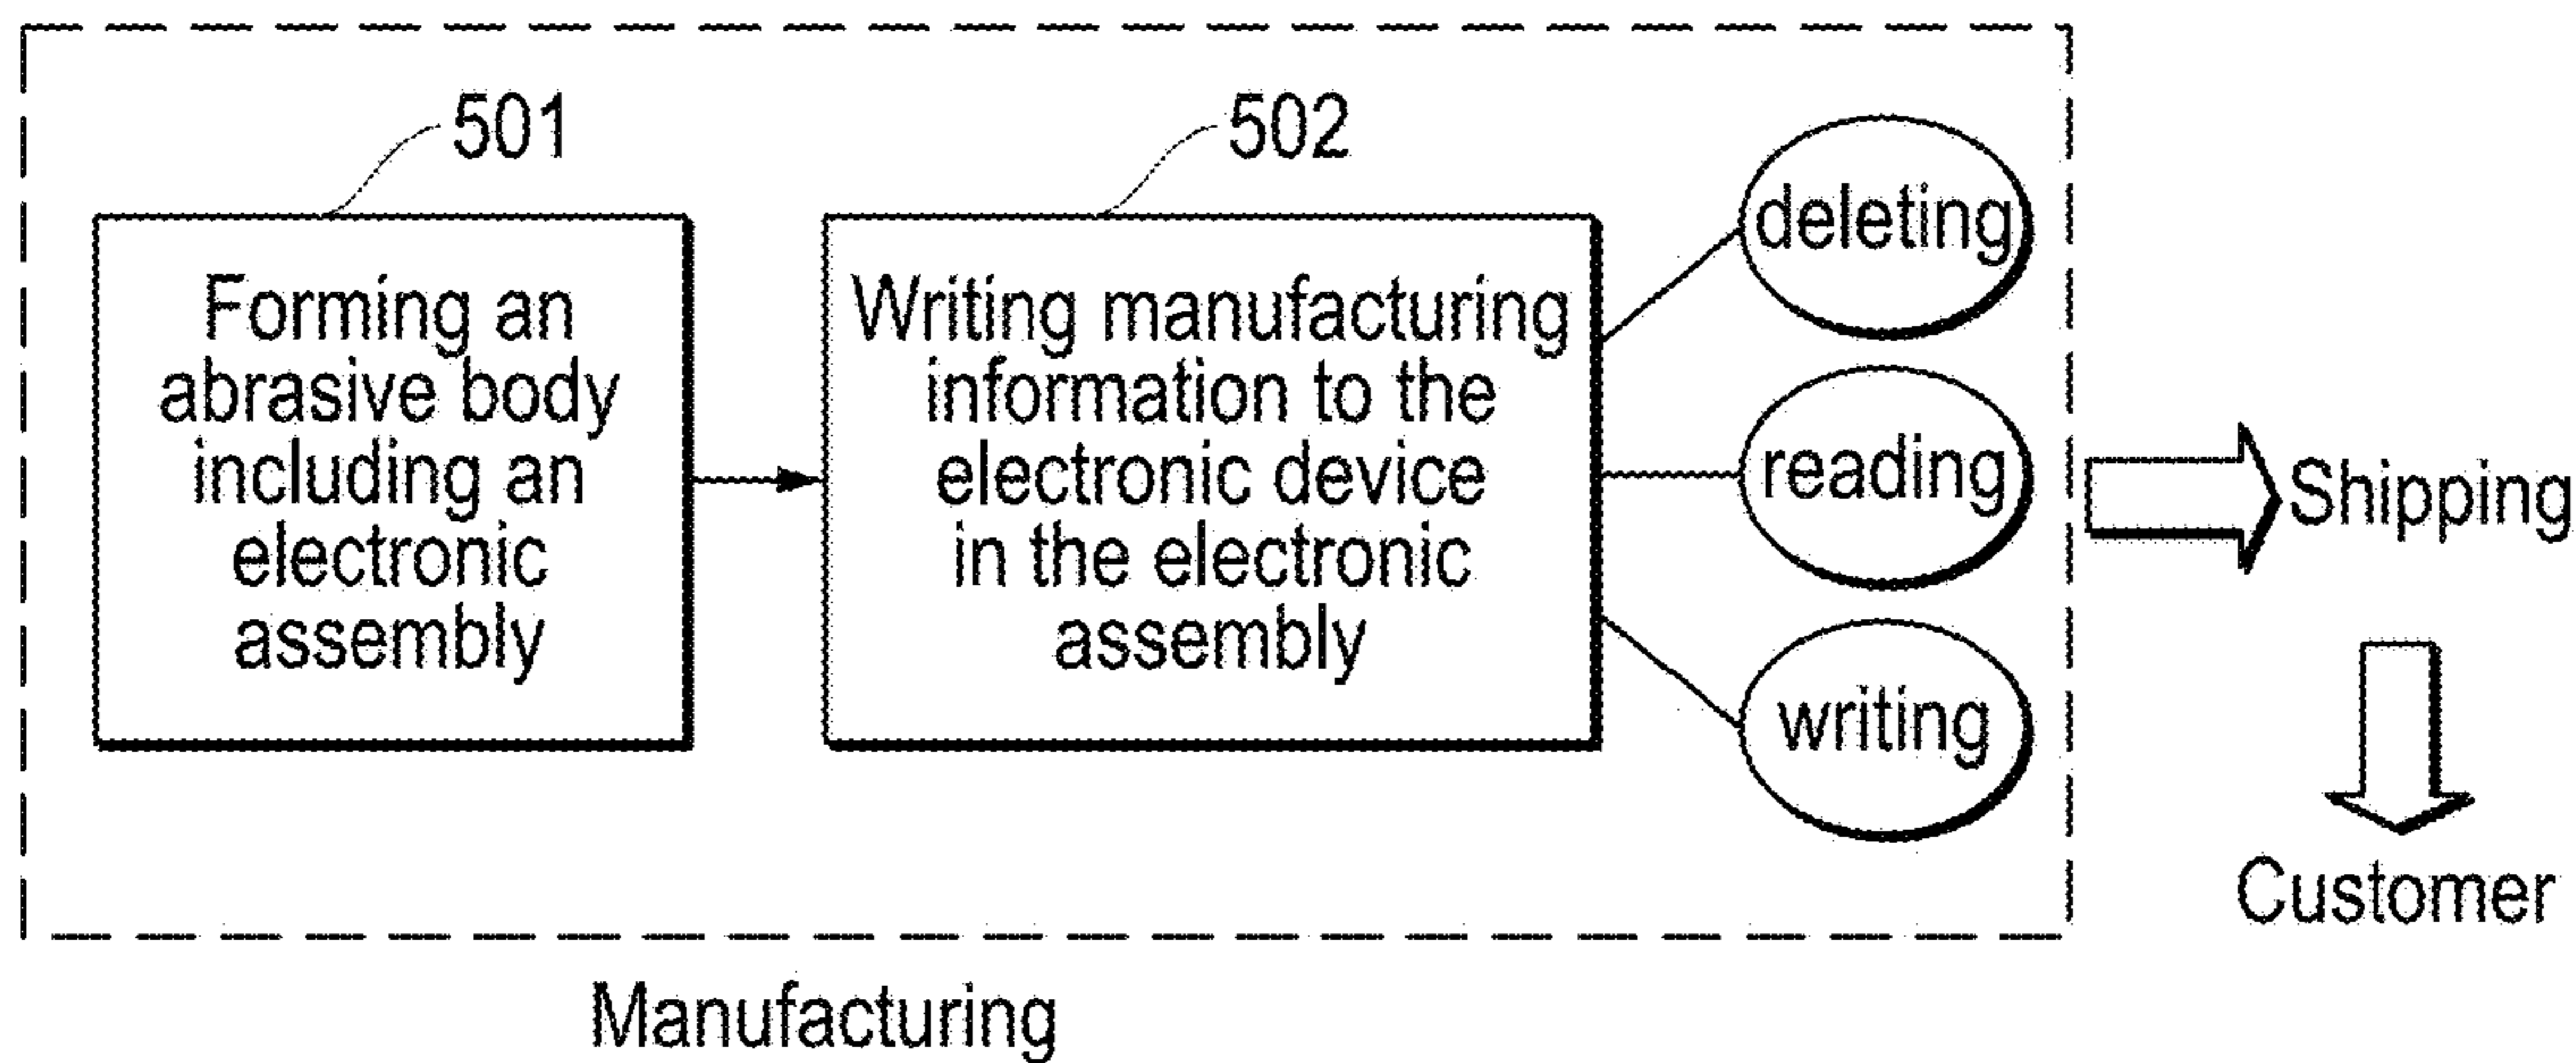 501
Forming an
abrasive body
including an
electronic
assembly
502
Writing manufacturing
information to the
electronic device
in the electronic
assembly
deleting
reading
writing
Shipping
Customer
Manufacturing